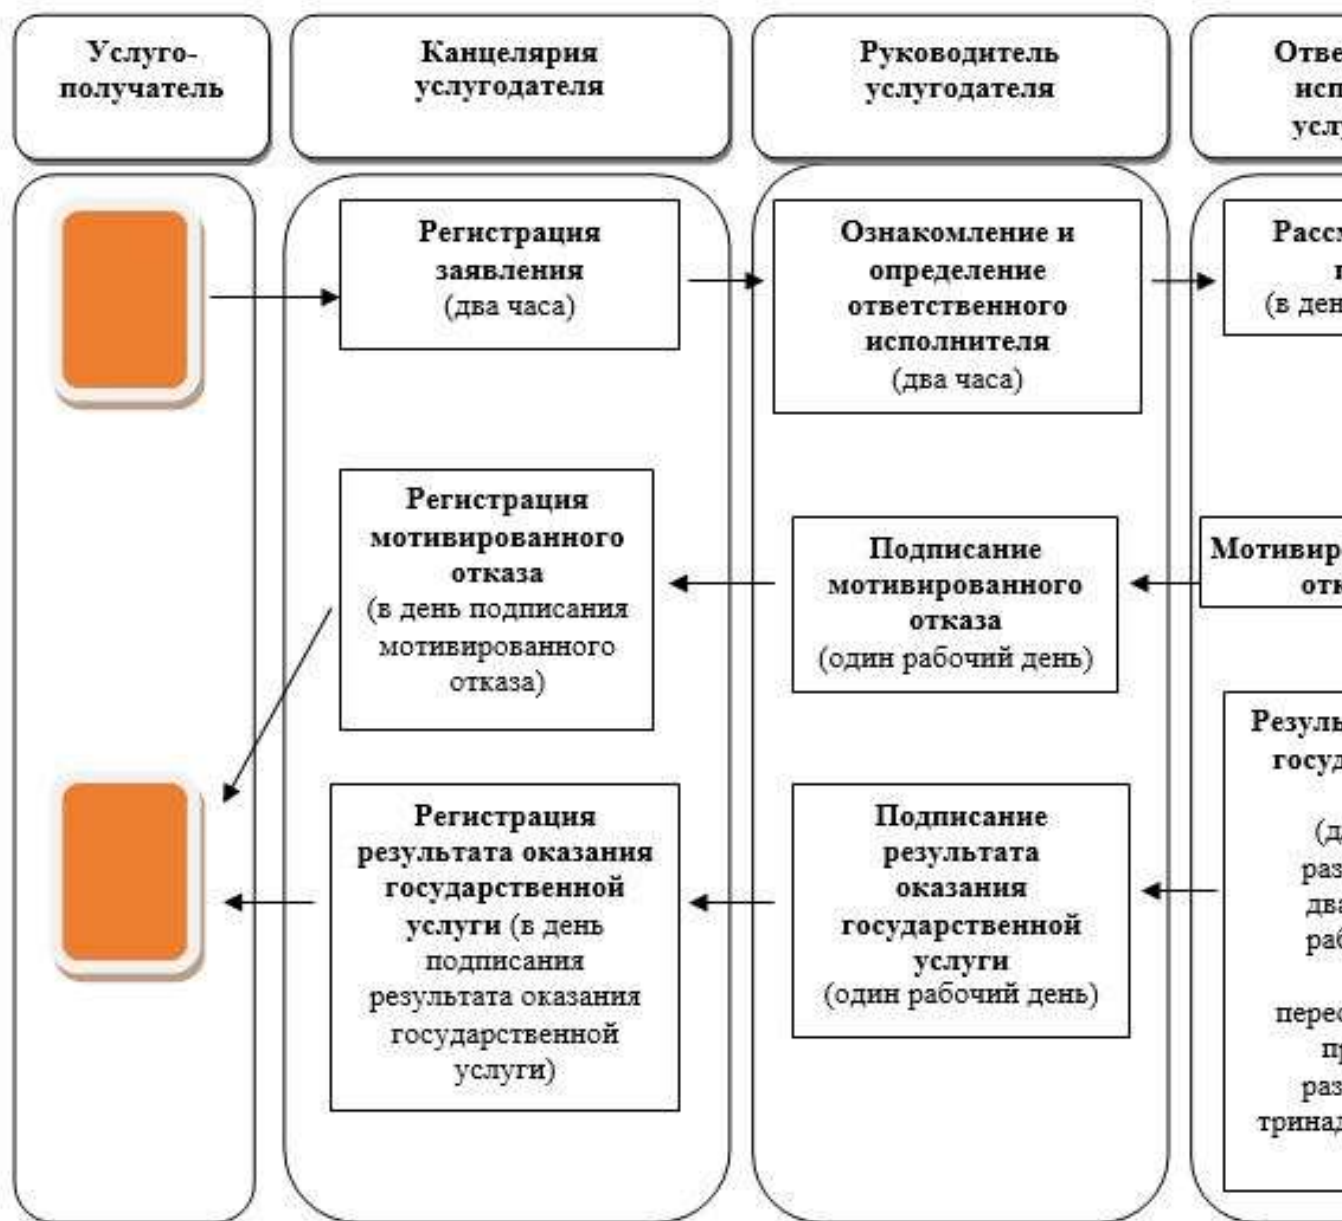 Услуго-
получатель
Канцелярия
услугодателя
Руководитель
услугодателя
Регистрация
заявления
(два часа)
Ознакомление и
определение
ответственного
исполнителя
(два часа)
(в ден
Регистрация
мотивированного
отказа
(в день подписания
мотивированного
отказа)
Подписание
мотивированного
отказа
(один рабочий день)
Регистрация
результата оказания
государственной
услуги (в день
подписания
результата оказания
государственной
услуги)
Подписание
результата
оказания
государственной
услуги
(один рабочий день)